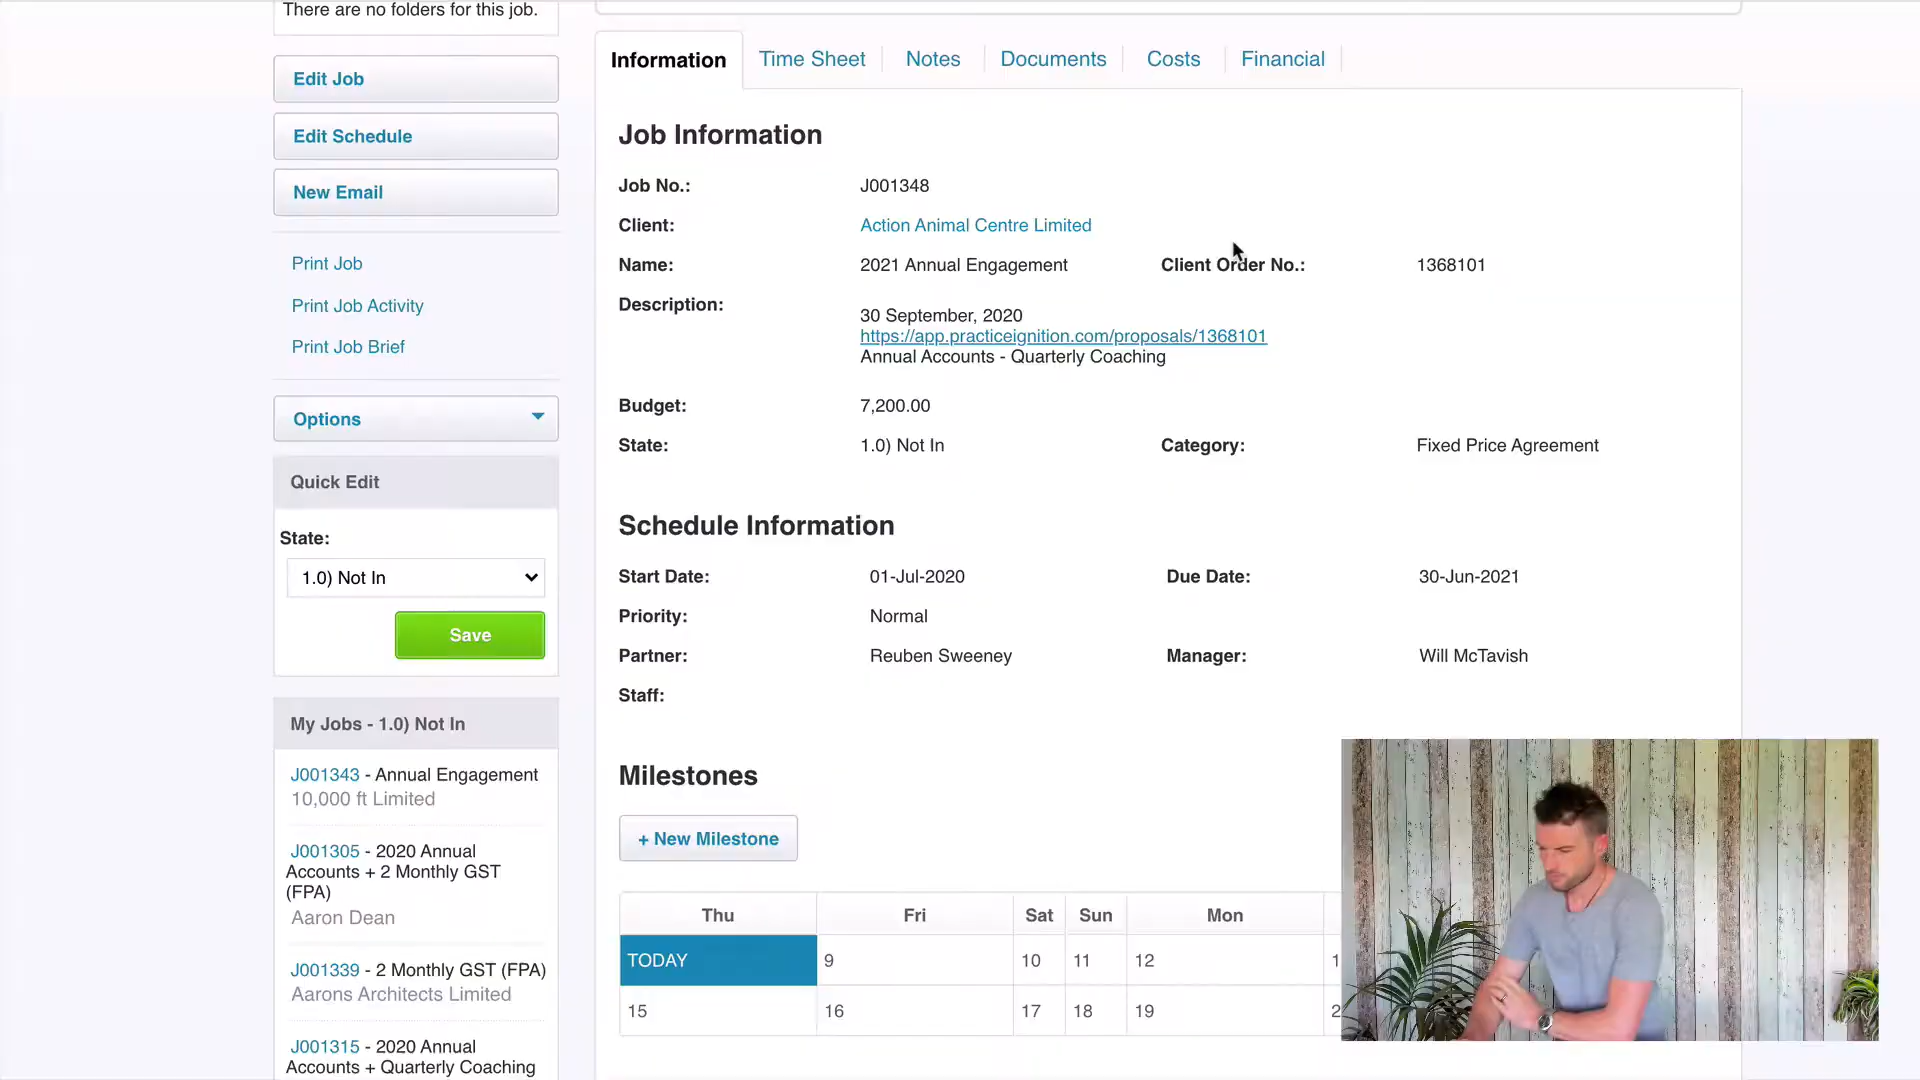 There are no folders for this job.
Edit Job
Edit Schedule
New Email
Print Job
Print Job Activity
Print Job Brief
Options
Quick Edit
State:
1.0) Not In
Save
My Jobs - 1.0) Not In
J001343 - Annual Engagement
10,000 ft Limited
J001305 - 2020 Annual
Accounts + 2 Monthly GST
(FPA)
Aaron Dean
J001339 - 2 Monthly GST (FPA)
Aarons Architects Limited
J001315 - 2020 Annual
Accounts + Quarterly Coaching
Information Time Sheet Notes Documents Costs Financial
Job Information
Job No.: J001348
Client: Action Animal Centre Limited
Name: 2021 Annual Engagement Client Order No.: 1368101
Description: 30 September, 2020
https://app.practiceignition.com/proposals/1368101
Annual Accounts - Quarterly Coaching
Budget: 7,200.00
State: 1.0) Not In Category: Fixed Price Agreement
Schedule Information
Start Date: 01-Jul-2020 Due Date: 30-Jun-2021
Priority: Normal
Partner: Reuben Sweeney Manager: Will McTavish
Staff:
Milestones
+ New Milestone
Thu Fri Sat Sun Mon
TODAY 9 10 11 12
15 16 17 18 19